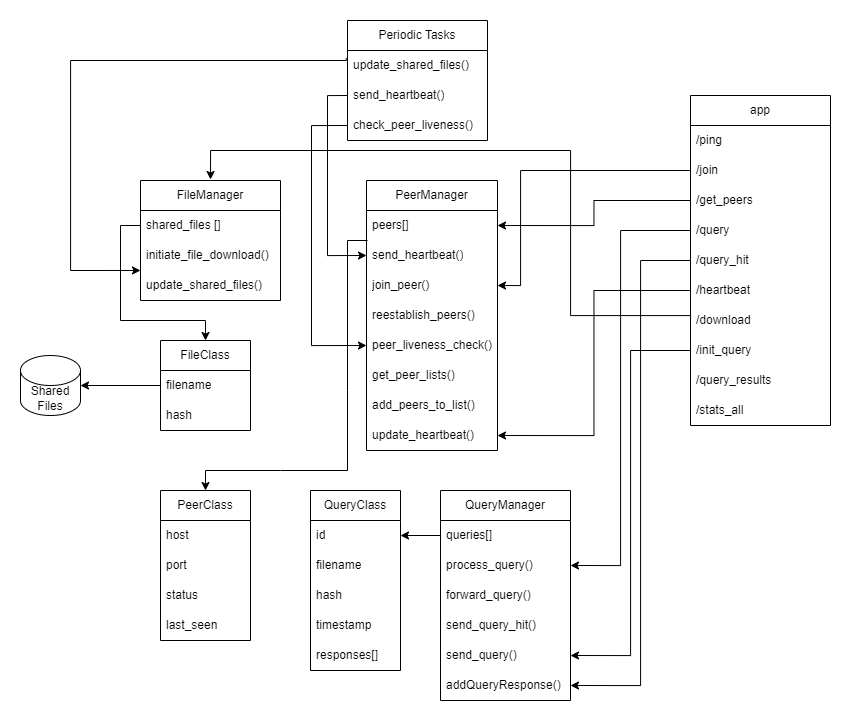 Periodic Tasks
update_shared_files()
send_heartbeat()
check_peer_liveness()
app
/ping
/join
/get_peers
/query
/query_hit
/heartbeat
/download
/init_query
/query_results
/stats_all
FileManager
shared_files []
initiate_file_download()
update_shared_files()
PeerManager
peers[]
send_heartbeat()
join_peer()
reestablish_peers()
peer_liveness_check()
get_peer_lists()
add_peers_to_list()
update_heartbeat()
FileClass
filename
hash
Shared
Files
PeerClass
host
port
status
last_seen
QueryClass
id
filename
hash
timestamp
responses[]
QueryManager
queries[]
process_query()
forward_query()
send_query_hit()
send_query()
addQueryResponse()